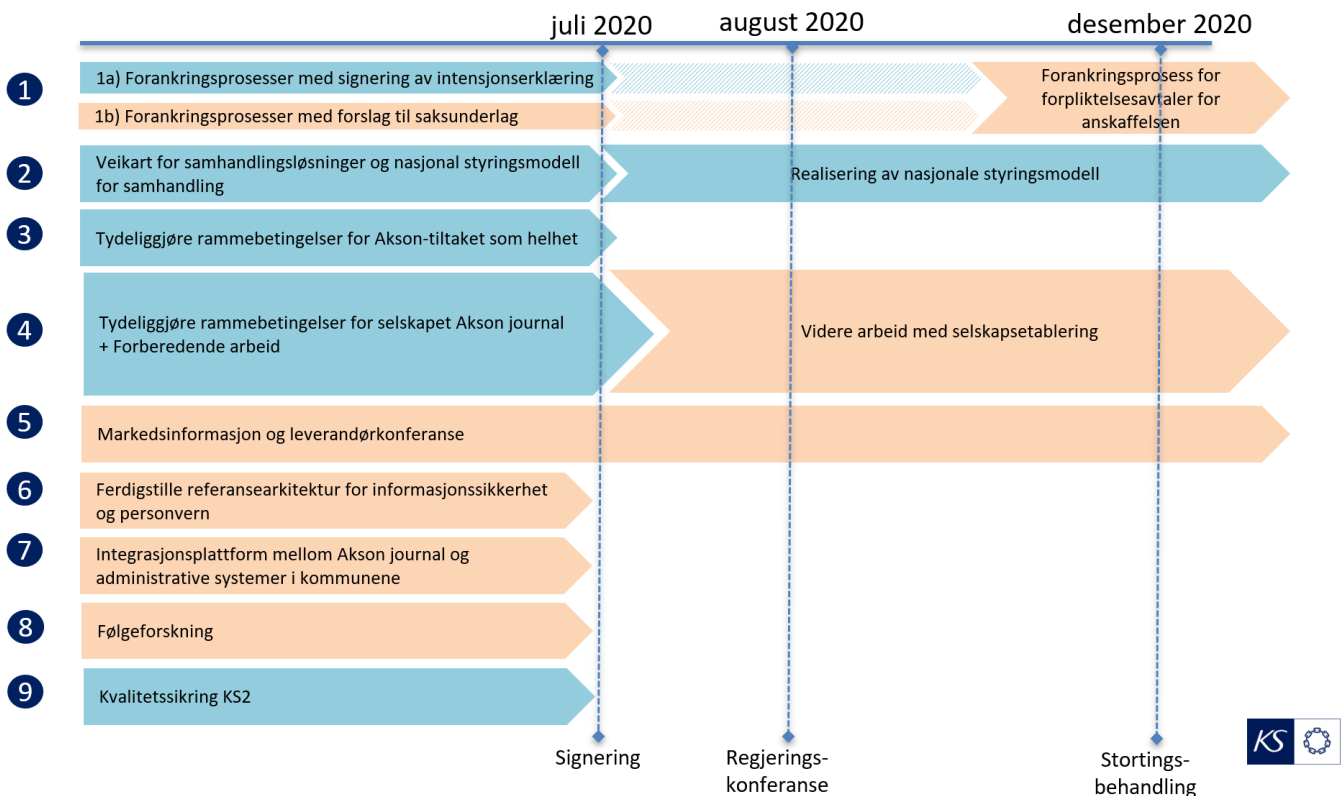 juli 2020
august 2020
desember 2020
1
1a) Forankringsprosesser med signering av intensjonserklæring
1b) Forankringsprosesser med forslag til saksunderlag
Forankringsprosess for
forpliktelsesavtaler for
anskaffelsen
2
Veikart for samhandlingsløsninger og nasjonal styringsmodell
for samhandling
Realisering av nasjonale styringsmodell
3
Tydeliggjøre rammebetingelser for Akson-tiltaket som helhet
4
Tydeliggjøre rammebetingelser for selskapet Akson journal
+ Forberedende arbeid
Videre arbeid med selskapsetablering
5
Markedsinformasjon og leverandørkonferanse
6
Ferdigstille referansearkitektur for informasjonssikkerhet
og personvern
7
Integrasjonsplattform mellom Akson journal og
administrative systemer i kommunene
8
Følgeforskning
9
Kvalitetssikring KS2
Signering
Regjerings-
konferanse
Stortings-
behandling
KS